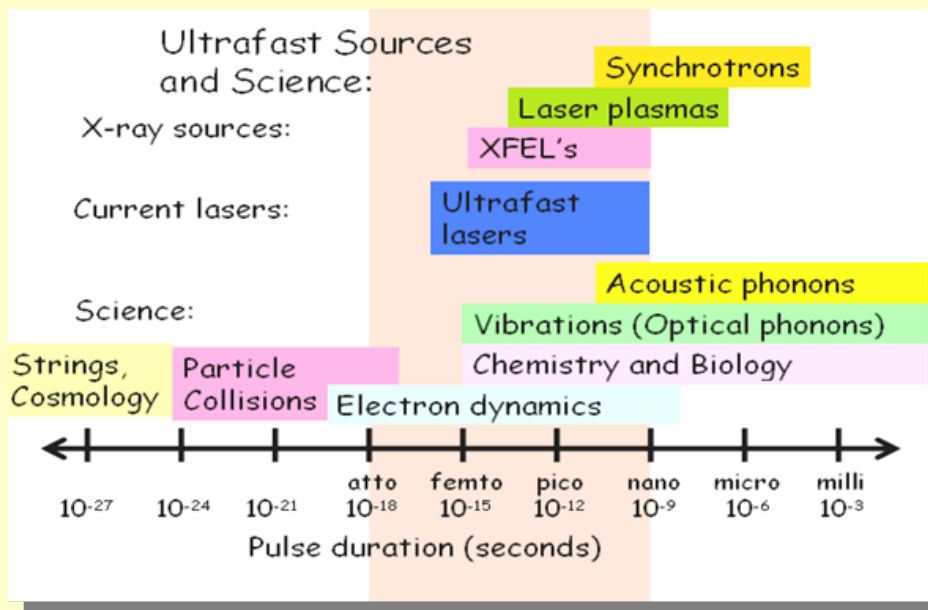 Ultrafast Sources
and Science:
Synchrotrons
Laser plasmas
X-ray sources:
XFEL's
Current lasers:
Ultrafast
lasers
Acoustic phonons
Science:
Vibrations (Optical phonons)
Strings,
Cosmology
Particle
Collisions
Chemistry and Biology
Electron dynamics
atto femto pico nano micro milli
10⁻²⁷ 10⁻²⁴ 10⁻²¹ 10⁻¹⁸ 10⁻¹⁵ 10⁻¹² 10⁻⁹ 10⁻⁶ 10⁻³
Pulse duration (seconds)